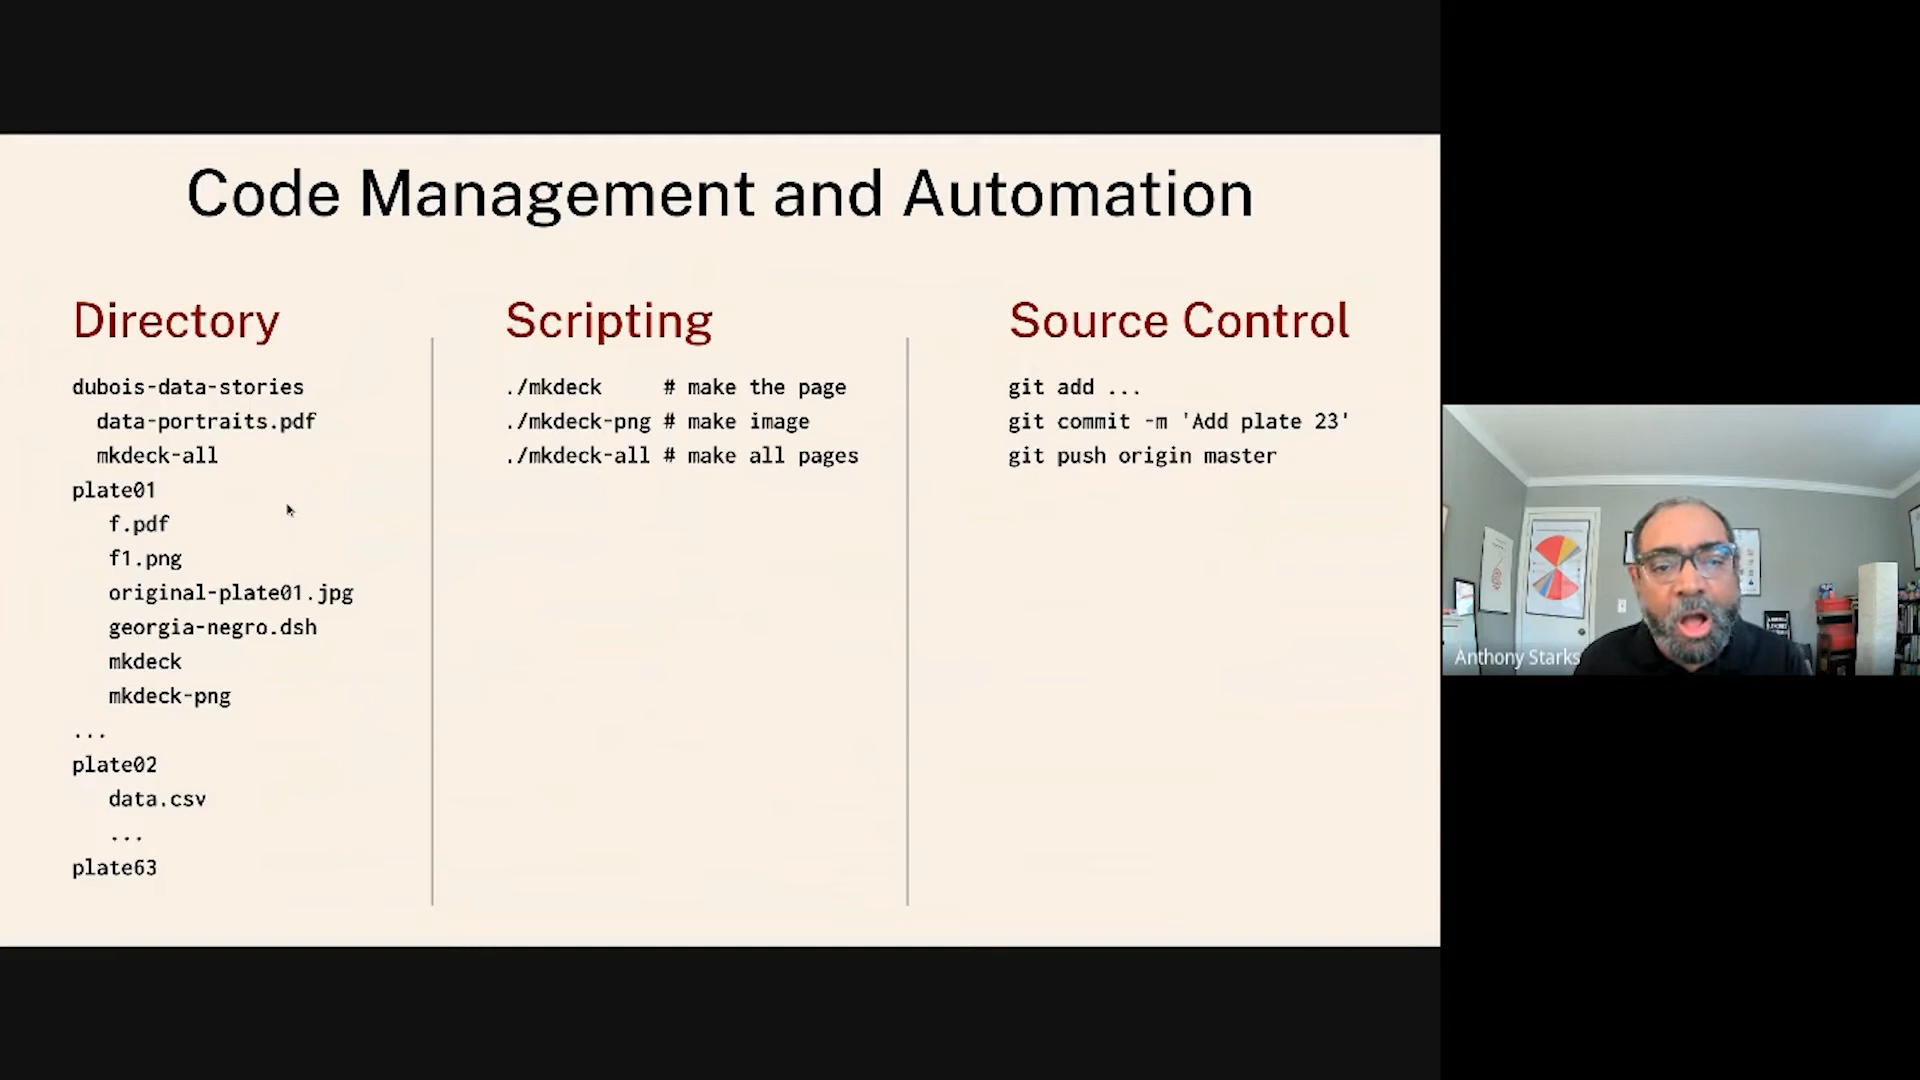 Code Management and Automation
Directory
dubois-data-stories
data-portraits.pdf
mkdeck-all
plate01
f.pdf
f1.png
original-plate01.jpg
georgia-negro.dsh
mkdeck
mkdeck-png
...
plate02
data.csv
...
plate63
Scripting
./mkdeck # make the page
./mkdeck-png # make image
./mkdeck-all # make all pages
Source Control
git add ...
git commit -m 'Add plate 23'
git push origin master
Anthony Starks